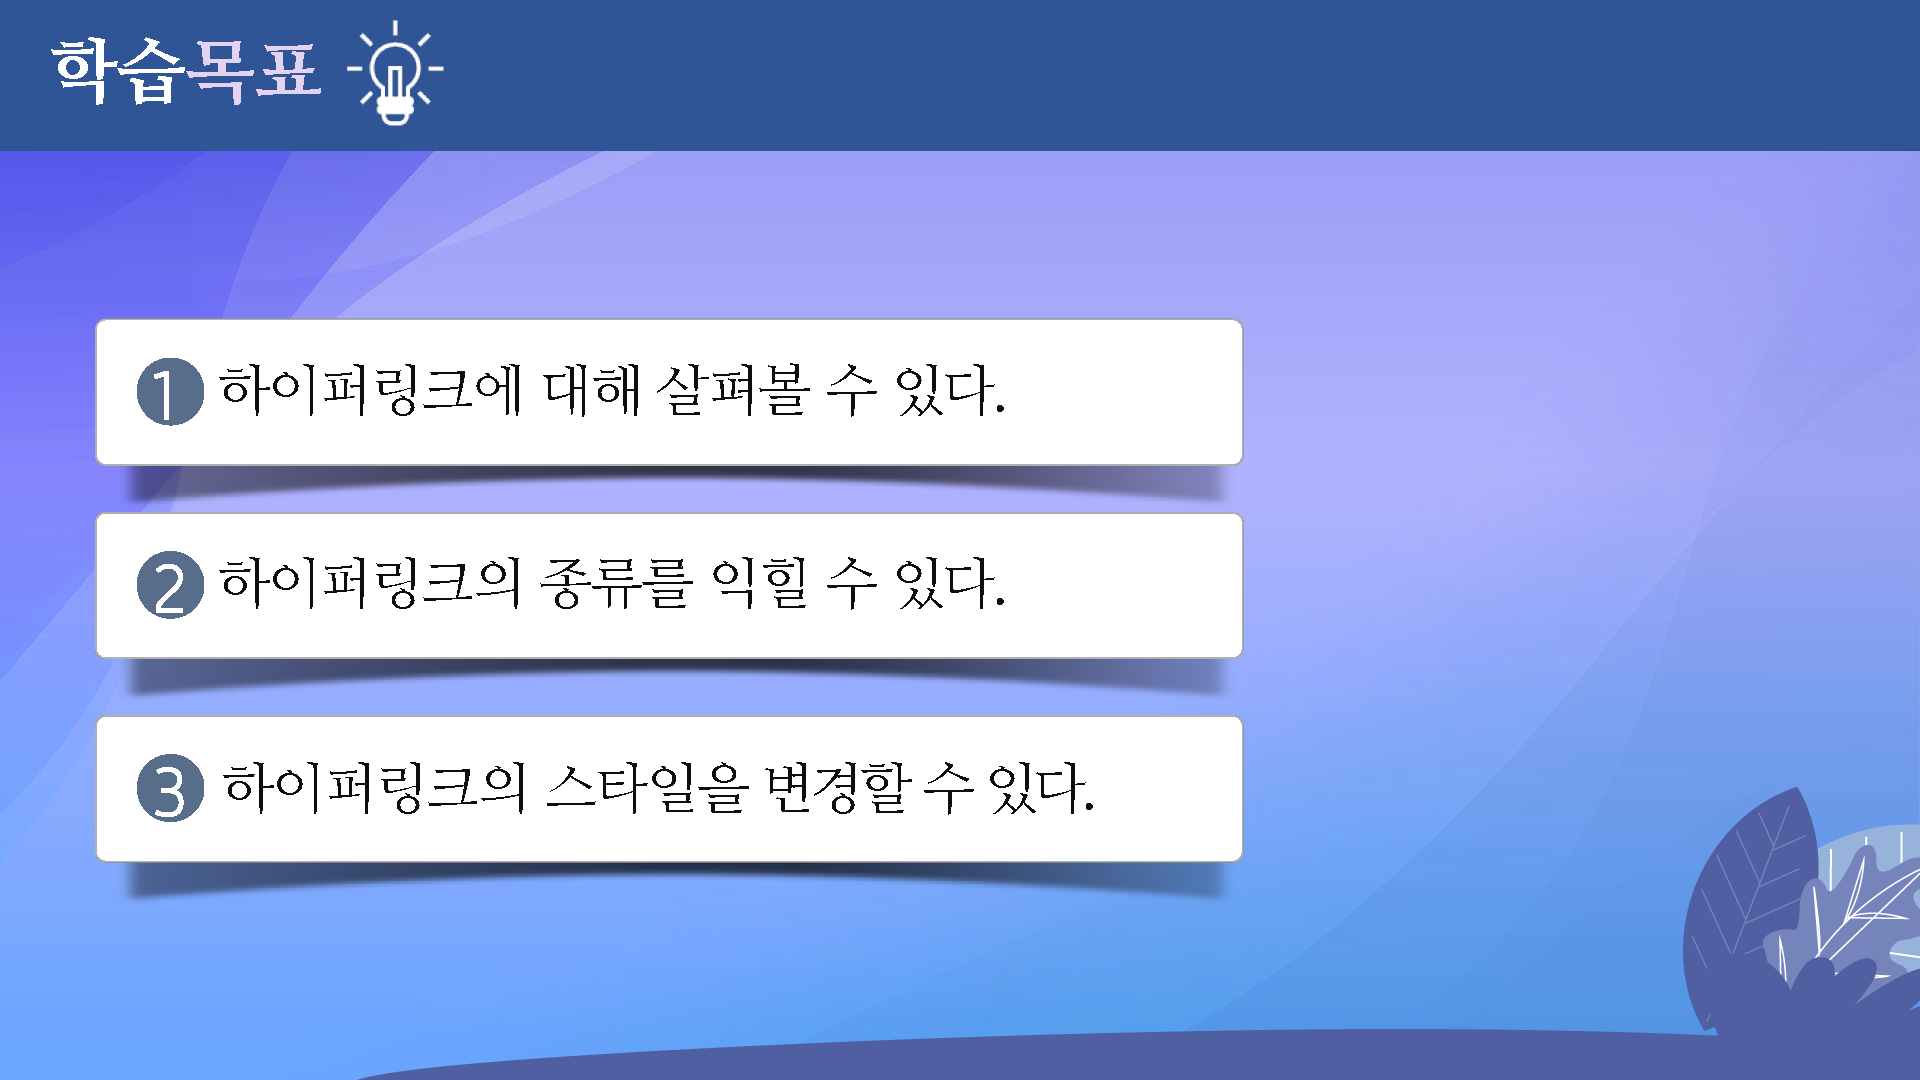 학습목표
1 하이퍼링크에 대해 살펴볼 수 있다.
2 하이퍼링크의 종류를 익힐 수 있다.
3 하이퍼링크의 스타일을 변경할 수 있다.